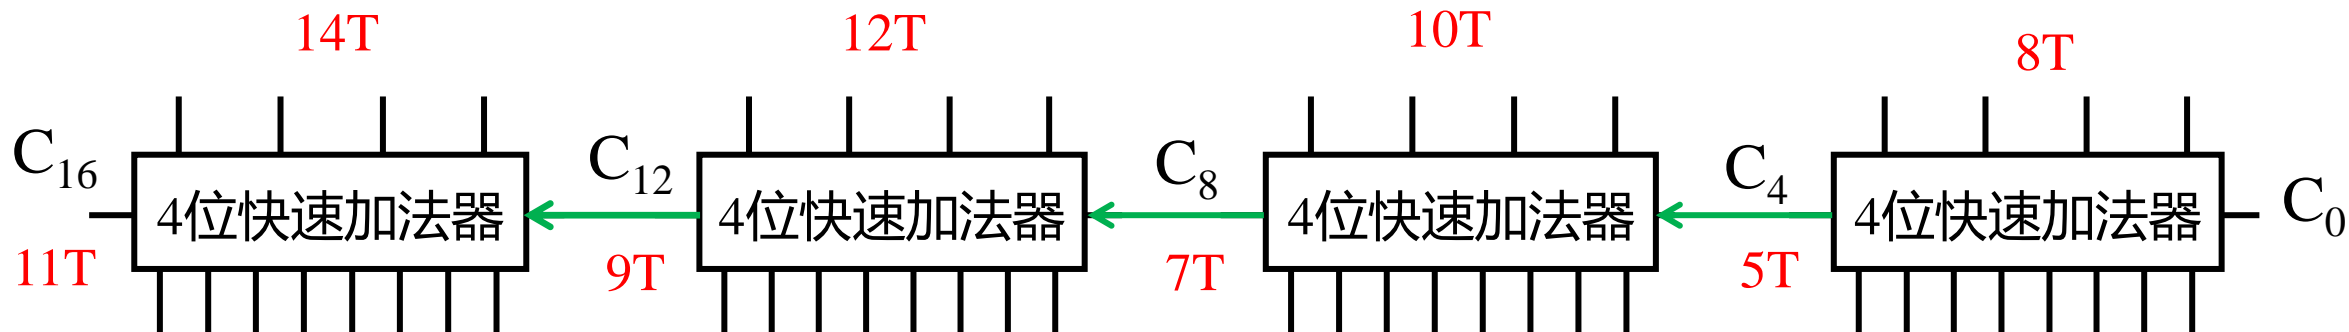 14T 12T 10T 8T
C₁₆ C₁₂ C₈ C₄ C₀
4位快速加法器 4位快速加法器 4位快速加法器 4位快速加法器
11T 9T 7T 5T